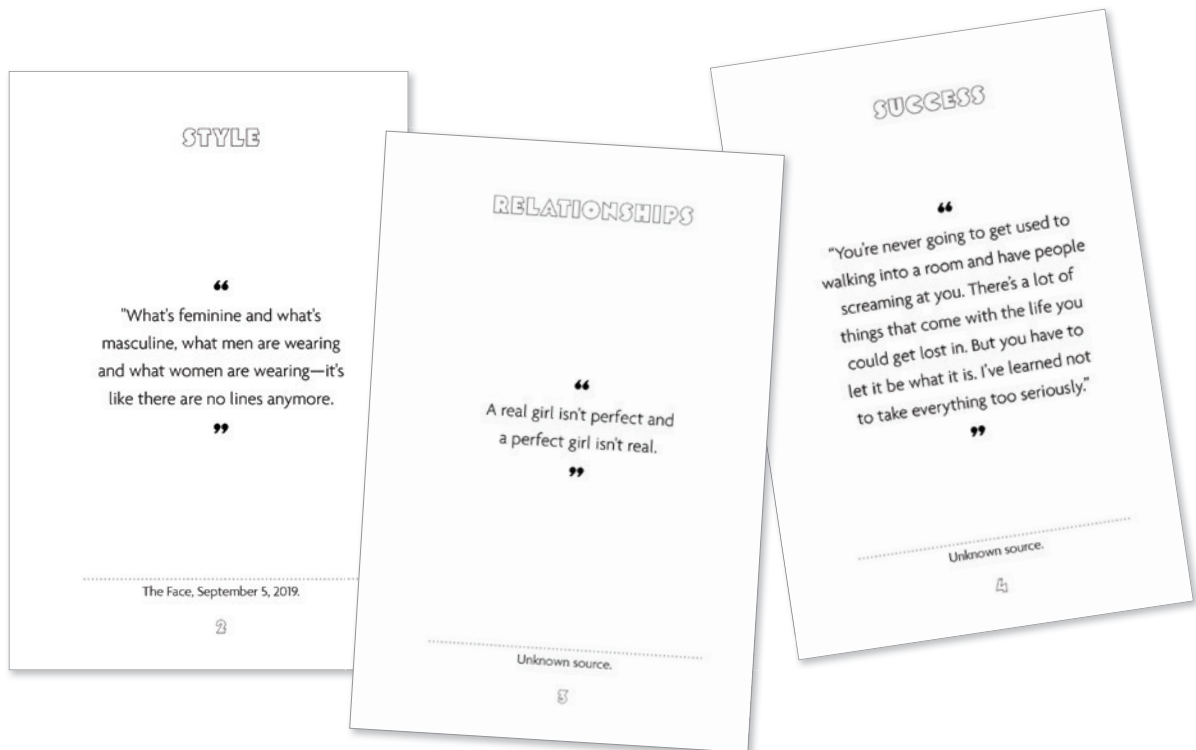 STYLE
“
"What's feminine and what's
masculine, what men are wearing
and what women are wearing—it's
like there are no lines anymore.
”
The Face, September 5, 2019.
2
RELATIONSHIPS
“
A real girl isn't perfect and
a perfect girl isn't real.
”
Unknown source.
3
SUCCESS
“
“You're never going to get used to
walking into a room and have people
screaming at you. There's a lot of
things that come with the life you
could get lost in. But you have to
let it be what it is. I've learned not
to take everything too seriously.”
”
Unknown source.
4